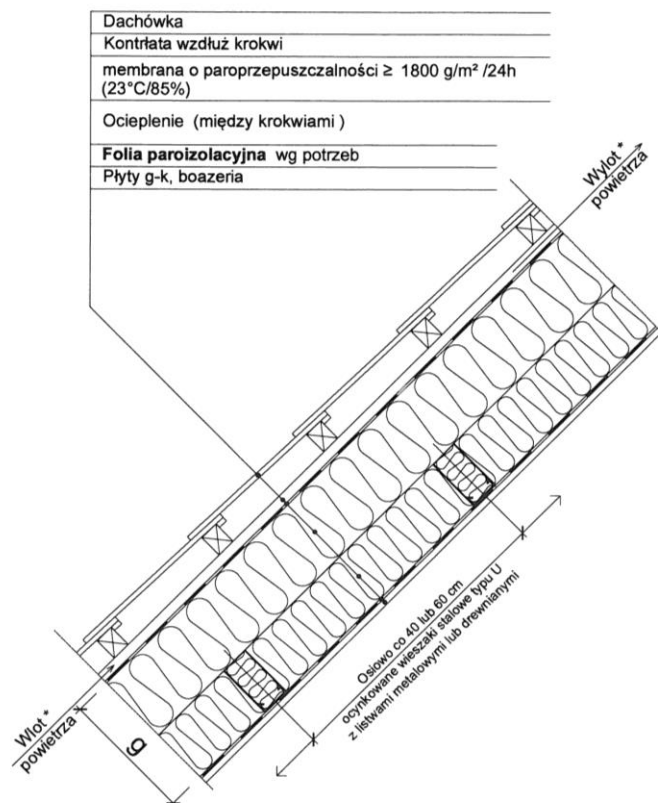 Dachówka
Kontrłata wzdłuż krokwi
membrana o paroprzepuszczalności ≥ 1800 g/m² /24h
(23°C/85%)
Ocieplenie (między krokwiami )
Folia paroizolacyjna wg potrzeb
Płyty g-k, boazeria
Wylot *
powietrza
Osiowo co 40 lub 60 cm
ocynkowane wieszaki stalowe typu U
z listwami metalowymi lub drewnianymi
Wlot *
powietrza
g